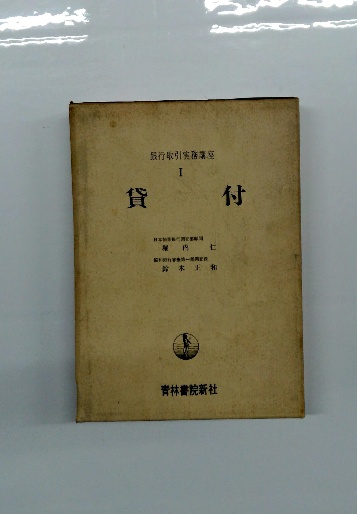 銀行取引実務講座
I
貸付
堀内仁
鈴木正和
青林書院新社